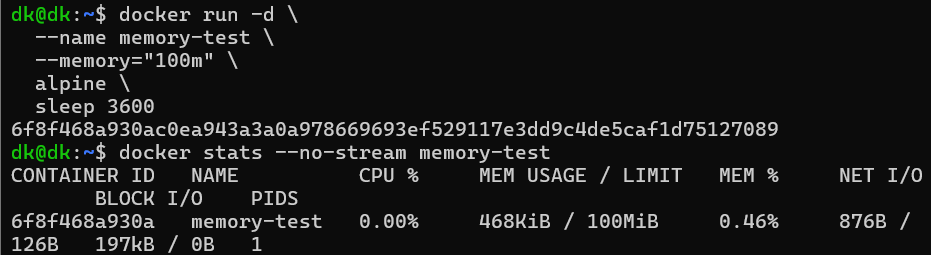 dk@dk:~$ docker run -d \
  --name memory-test \
  --memory="100m" \
  alpine \
  sleep 3600
6f8f468a930ac0ea943a3a0a978669693ef529117e3dd9c4de5caf1d75127089
dk@dk:~$ docker stats --no-stream memory-test
CONTAINER ID   NAME          CPU %     MEM USAGE / LIMIT   MEM %     NET I/O
       BLOCK I/O    PIDS
6f8f468a930a   memory-test   0.00%     468KiB / 100MiB     0.46%     876B /
126B   197kB / 0B   1